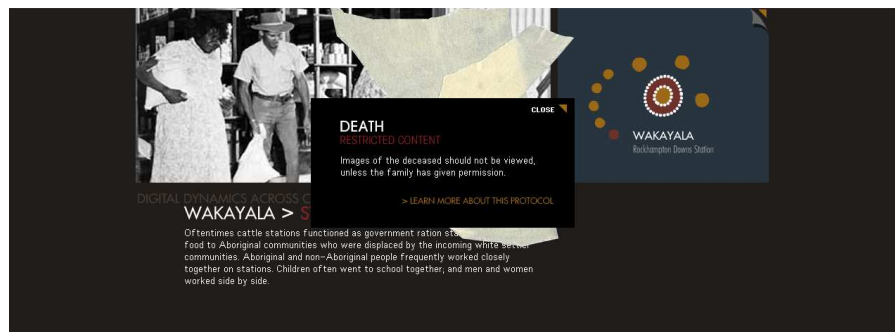 CLOSE
DEATH
RESTRICTED CONTENT
Images of the deceased should not be viewed,
unless the family has given permission.
> LEARN MORE ABOUT THIS PROTOCOL
WAKAYALA
Rockhampton Downs Station
DIGITAL DYNAMICS ACROSS
WAKAYALA >
Oftentimes cattle stations functioned as government ration
food to Aboriginal communities who were displaced by the incoming white settler
communities. Aboriginal and non-Aboriginal people frequently worked closely
together on stations. Children often went to school together, and men and women
worked side by side.